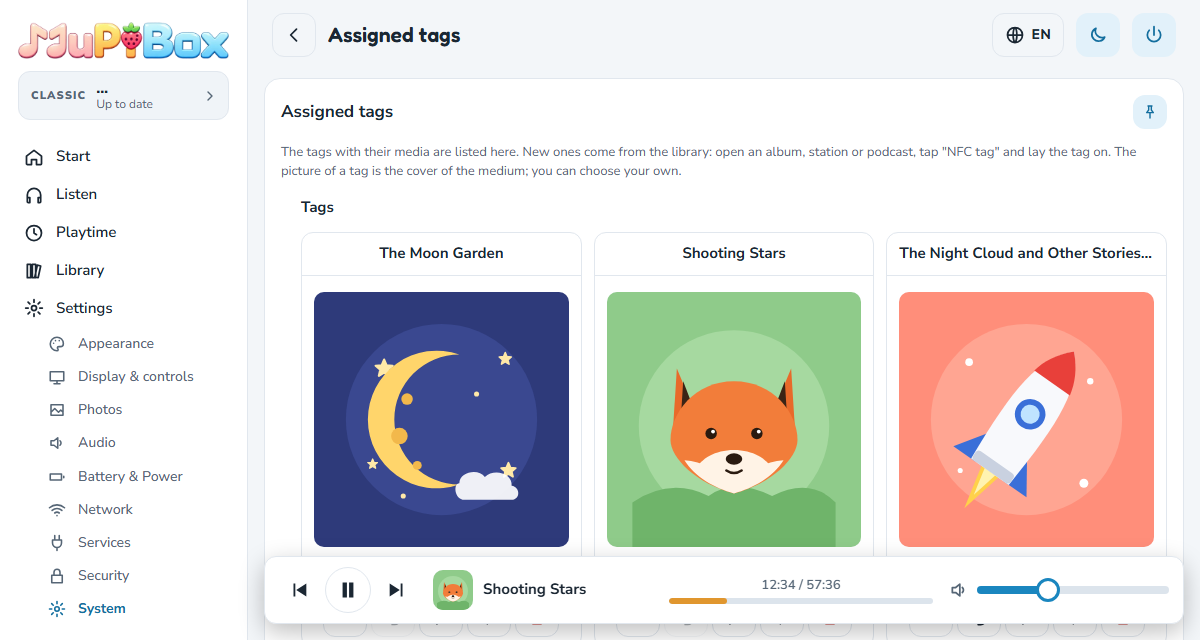 MuPiBox
CLASSIC
...
Up to date
Start
Listen
Playtime
Library
Settings
Appearance
Display & controls
Photos
Audio
Battery & Power
Network
Services
Security
System
Assigned tags
EN
Assigned tags
The tags with their media are listed here. New ones come from the library: open an album, station or podcast, tap "NFC tag" and lay the tag on. The
picture of a tag is the cover of the medium; you can choose your own.
Tags
The Moon Garden
Shooting Stars
The Night Cloud and Other Stories...
Shooting Stars
12:34 / 57:36